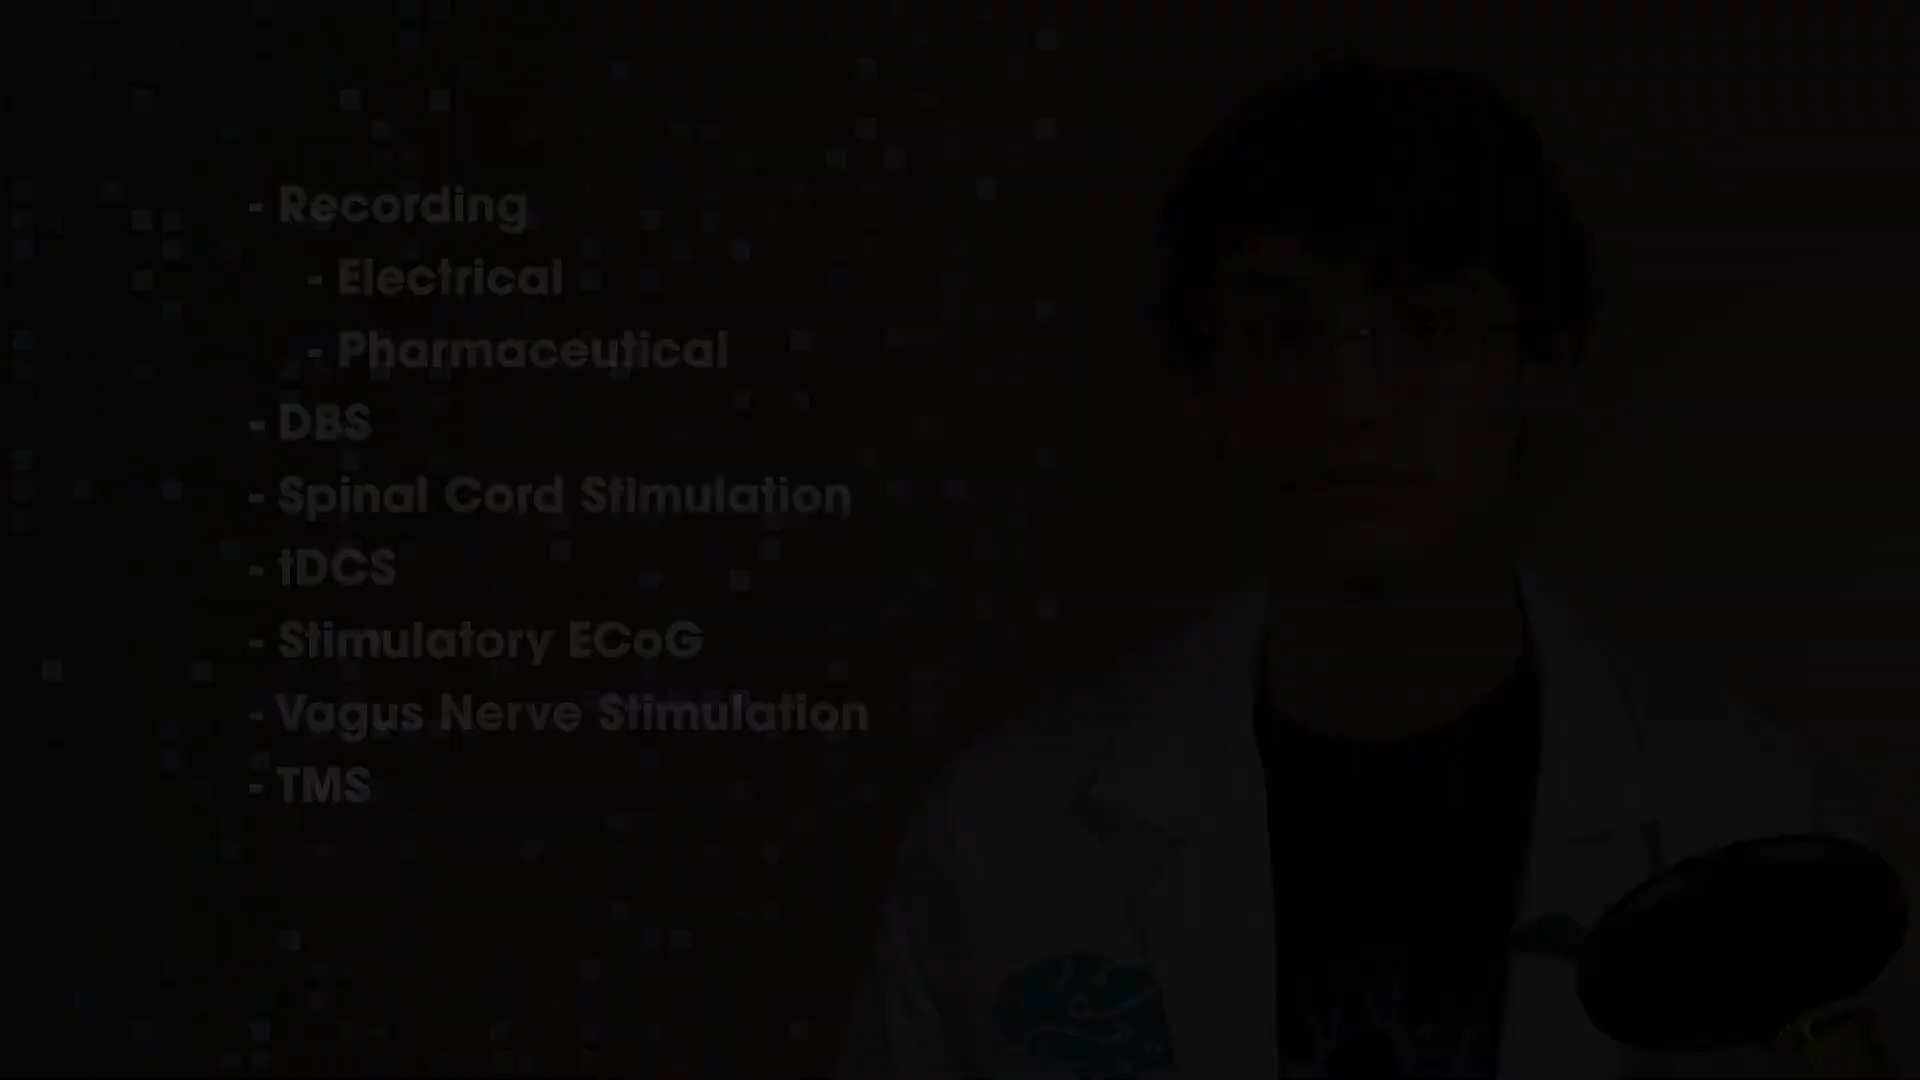 - Recording
- Electrical
- Pharmaceutical
- DBS
- Spinal Cord Stimulation
- tDCS
- Stimulatory ECoG
- Vagus Nerve Stimulation
- TMS